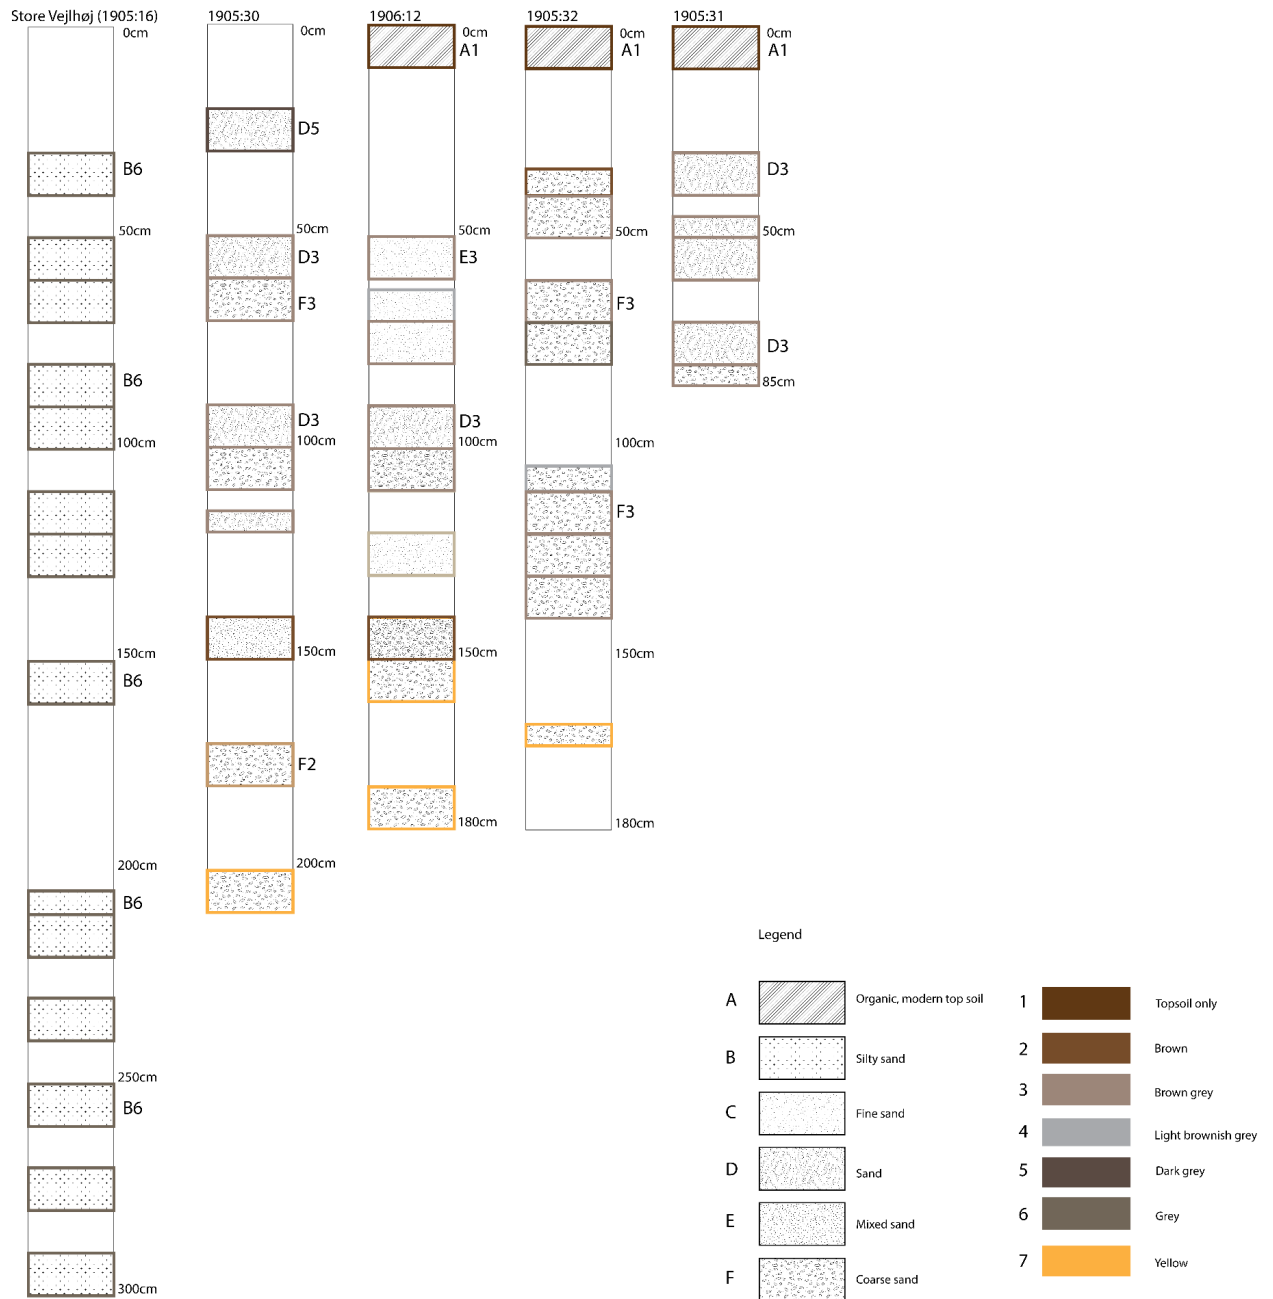 Store Vejlhøj (1905:16)
0cm
B6
50cm
B6
100cm
150cm
B6
200cm
B6
250cm
B6
300cm
1905:30
0cm
D5
50cm
D3
F3
D3
100cm
150cm
F2
200cm
1906:12
0cm
A1
50cm
E3
D3
100cm
150cm
180cm
1905:32
0cm
A1
50cm
F3
100cm
F3
150cm
180cm
1905:31
0cm
A1
D3
50cm
D3
85cm
Legend
A Organic, modern top soil
B Silty sand
C Fine sand
D Sand
E Mixed sand
F Coarse sand
1 Topsoil only
2 Brown
3 Brown grey
4 Light brownish grey
5 Dark grey
6 Grey
7 Yellow